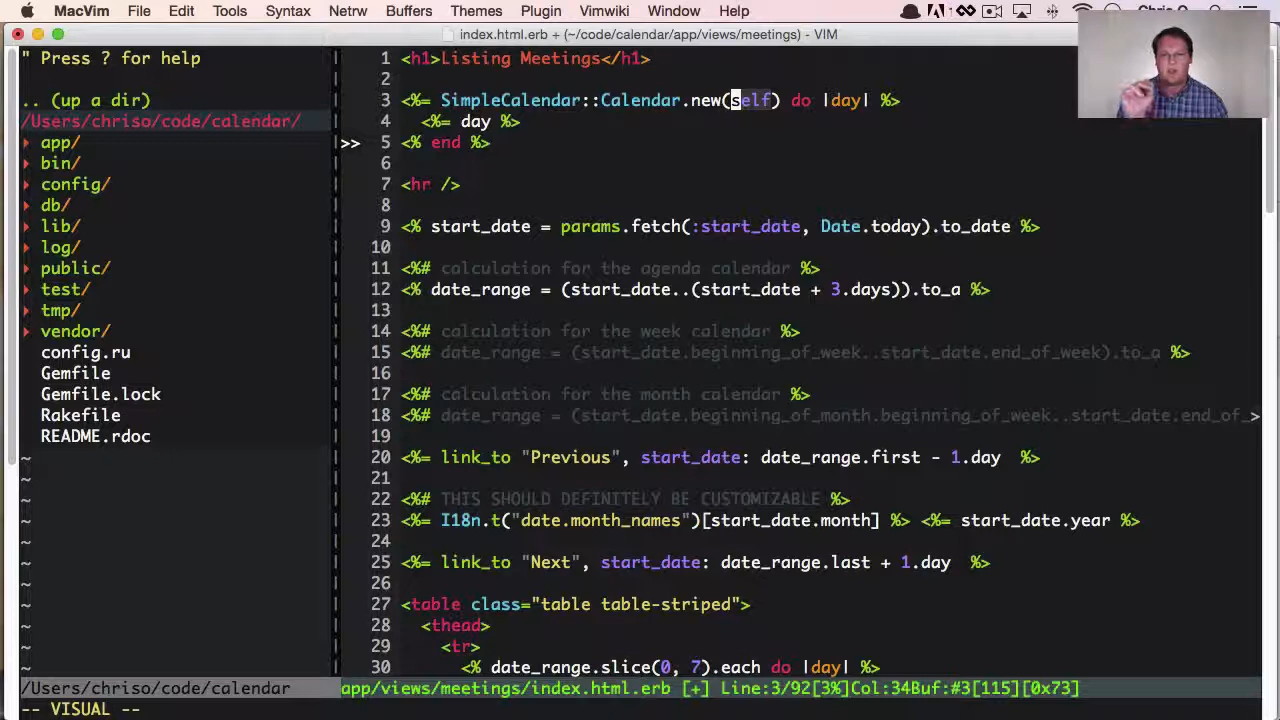 MacVim File Edit Tools Syntax Netrw Buffers Themes Plugin Vimwiki Window Help
index.html.erb + (~/code/calendar/app/views/meetings) - VIM
" Press ? for help
.. (up a dir)
/Users/chriso/code/calendar/
app/
bin/
config/
db/
lib/
log/
public/
test/
tmp/
vendor/
config.ru
Gemfile
Gemfile.lock
Rakefile
README.rdoc
~
~
~
~
~
~
~
~
~
~
~
/Users/chriso/code/calendar
1 <h1>Listing Meetings</h1>
2
3 <%= SimpleCalendar::Calendar.new(self) do |day| %>
4 <%= day %>
>> 5 <% end %>
6
7 <hr />
8
9 <% start_date = params.fetch(:start_date, Date.today).to_date %>
10
11 <%# calculation for the agenda calendar %>
12 <% date_range = (start_date..(start_date + 3.days)).to_a %>
13
14 <%# calculation for the week calendar %>
15 <%# date_range = (start_date.beginning_of_week..start_date.end_of_week).to_a %>
16
17 <%# calculation for the month calendar %>
18 <%# date_range = (start_date.beginning_of_month.beginning_of_week..start_date.end_of_>
19
20 <%= link_to "Previous", start_date: date_range.first - 1.day %>
21
22 <%# THIS SHOULD DEFINITELY BE CUSTOMIZABLE %>
23 <%= I18n.t("date.month_names")[start_date.month] %> <%= start_date.year %>
24
25 <%= link_to "Next", start_date: date_range.last + 1.day %>
26
27 <table class="table table-striped">
28 <thead>
29 <tr>
30 <% date_range.slice(0, 7).each do |day| %>
app/views/meetings/index.html.erb [+] Line:3/92[3%]Col:34Buf:#3[115][0x73]
-- VISUAL --